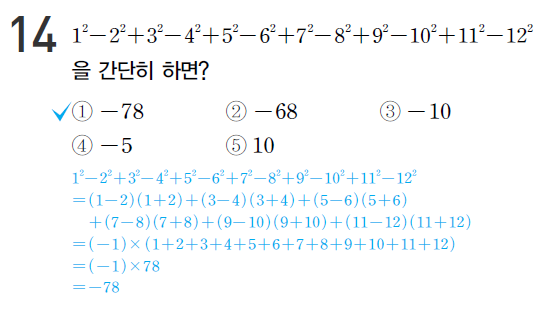 14 1²−2²+3²−4²+5²−6²+7²−8²+9²−10²+11²−12²
을 간단히 하면?
① −78 ② −68 ③ −10
④ −5 ⑤ 10
1²−2²+3²−4²+5²−6²+7²−8²+9²−10²+11²−12²
=(1−2)(1+2)+(3−4)(3+4)+(5−6)(5+6)
+(7−8)(7+8)+(9−10)(9+10)+(11−12)(11+12)
=(−1)×(1+2+3+4+5+6+7+8+9+10+11+12)
=(−1)×78
=−78